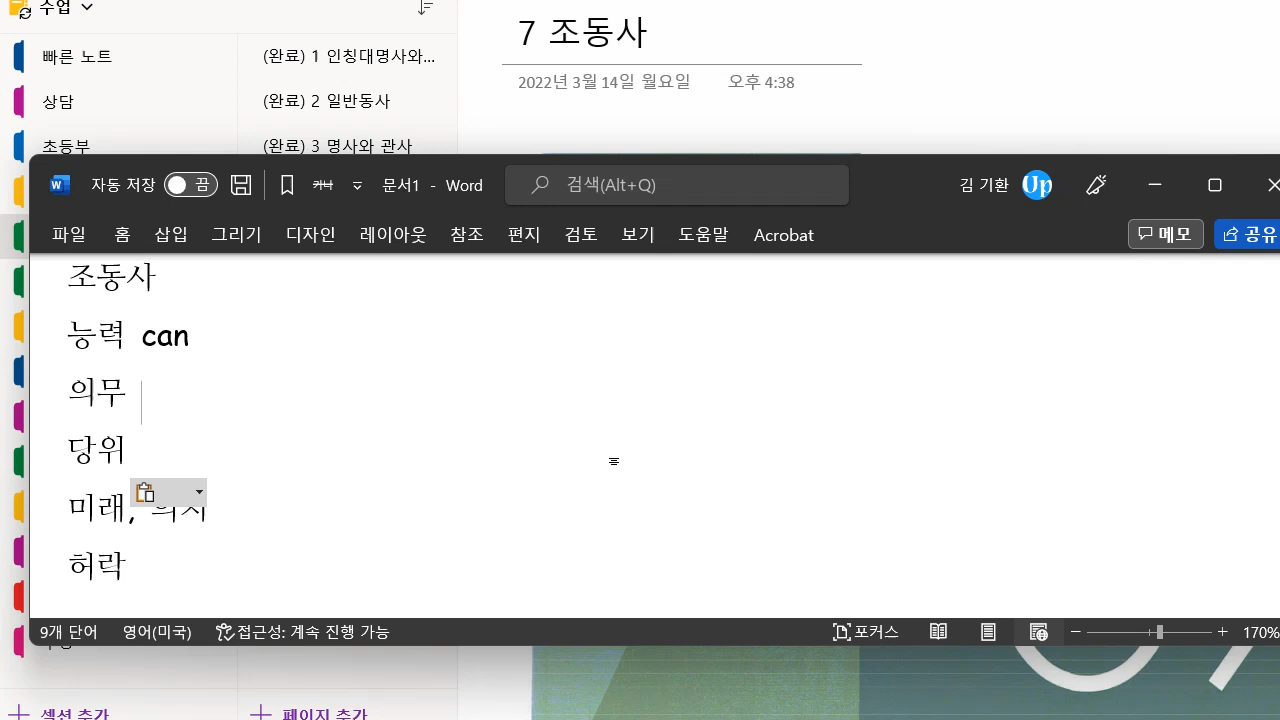 수업
빠른 노트
상담
초등부
(완료) 1 인칭대명사와...
(완료) 2 일반동사
(완료) 3 명사와 관사
7 조동사
2022년 3월 14일 월요일 오후 4:38
자동 저장 끔 가나 문서1 - Word 검색(Alt+Q) 김 기환 Up
파일 홈 삽입 그리기 디자인 레이아웃 참조 편지 검토 보기 도움말 Acrobat 메모 공유
조동사
능력 can
의무
당위
미래, 의지
허락
9개 단어 영어(미국) 접근성: 계속 진행 가능 포커스 170%
섹션 추가 페이지 추가